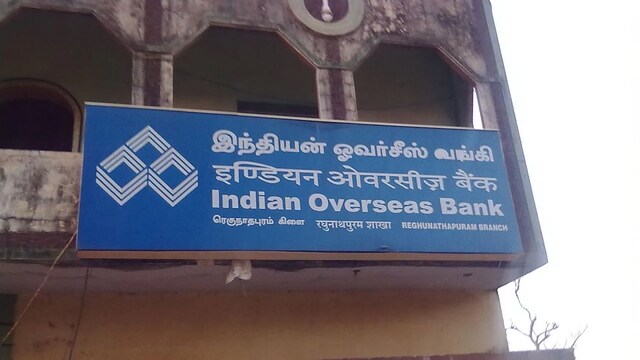 இந்தியன் ஓவர்சீஸ் வங்கி
इण्डियन ओवरसीज़ बैंक
Indian Overseas Bank
ரெகுநாதபுரம் கிளை रघुनाथपुरम शाखा REGHUNATHAPURAM BRANCH